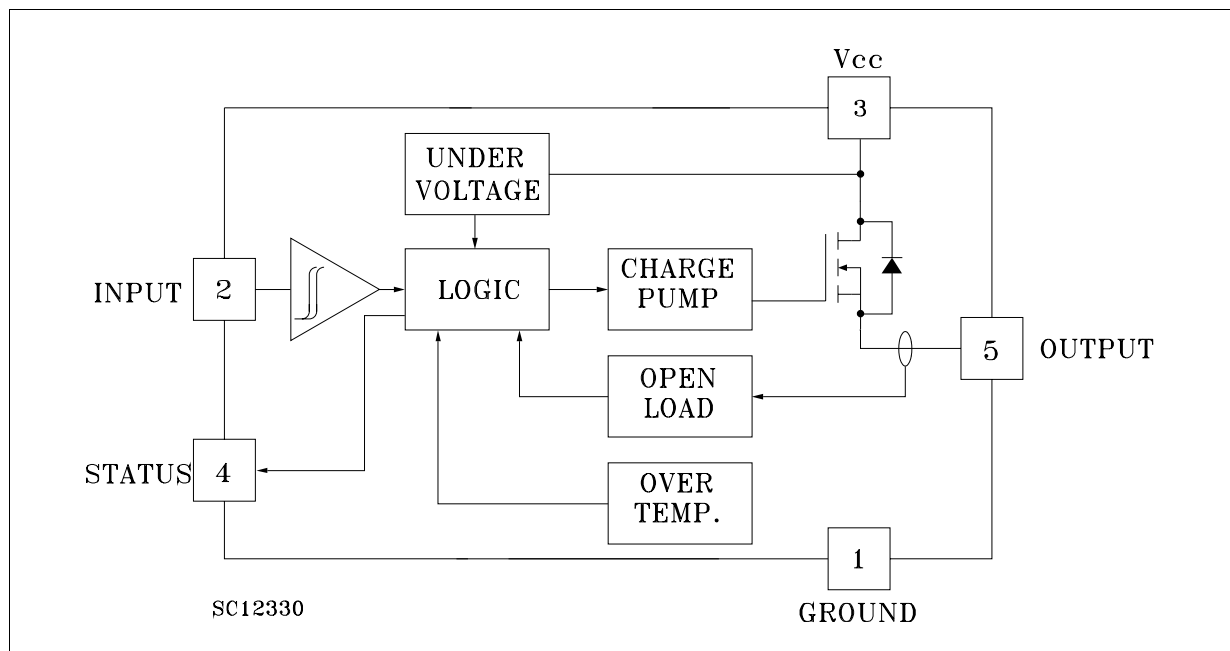 Vcc
3
UNDER
VOLTAGE
INPUT
2
LOGIC
CHARGE
PUMP
5
OUTPUT
OPEN
LOAD
STATUS
4
OVER
TEMP.
1
SC12330
GROUND